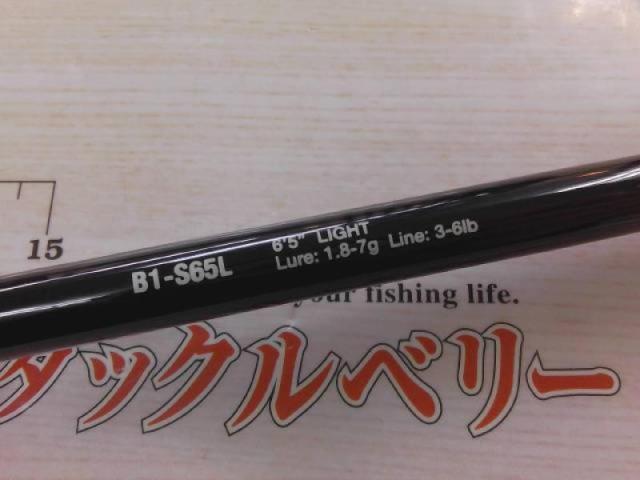 15
B1-S65L
6'5" LIGHT
Lure: 1.8-7g Line: 3-6lb
your fishing life.
タックルベリー